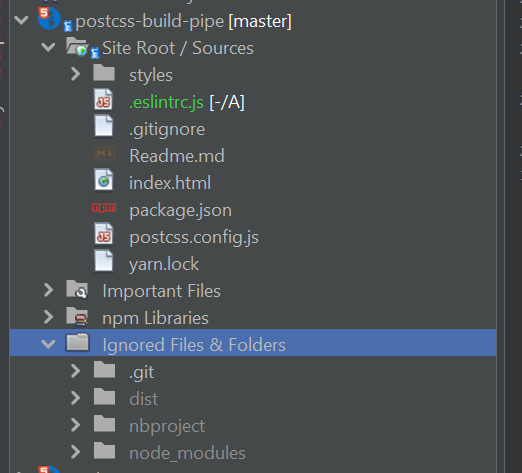 postcss-build-pipe [master]
Site Root / Sources
styles
.eslintrc.js [-/A]
.gitignore
Readme.md
index.html
package.json
postcss.config.js
yarn.lock
Important Files
npm Libraries
Ignored Files & Folders
.git
dist
nbproject
node_modules